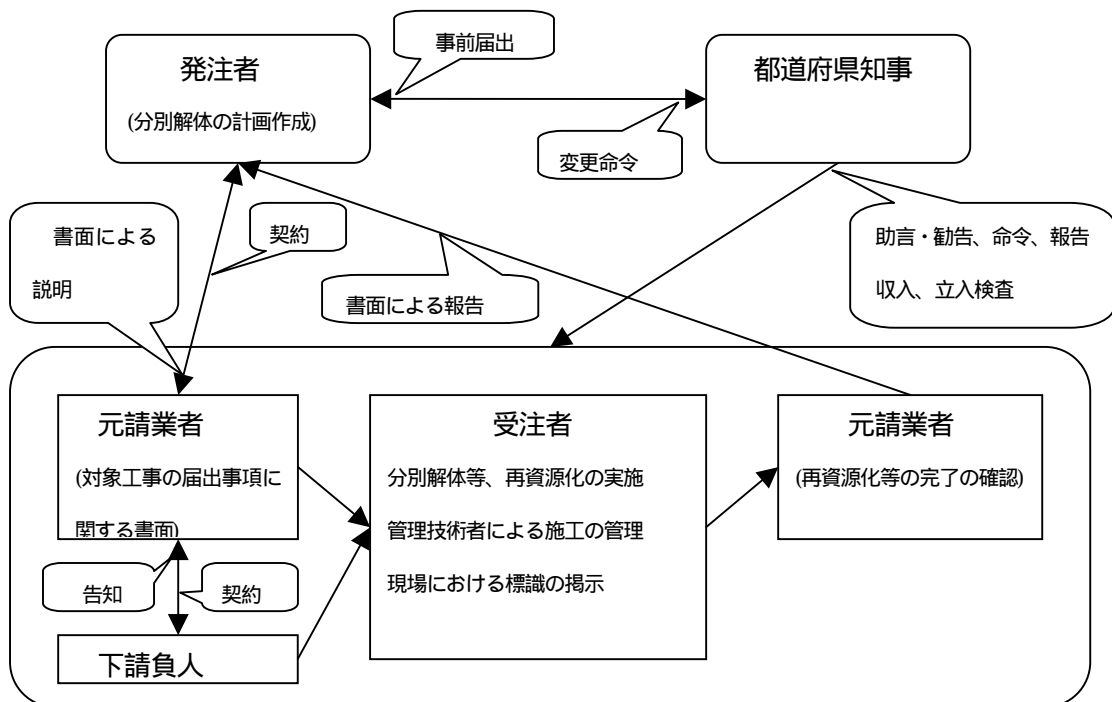 事前届出
発注者
(分別解体の計画作成)
都道府県知事
変更命令
書面による
説明
契約
書面による報告
助言・勧告、命令、報告
収入、立入検査
元請業者
(対象工事の届出事項に
関する書面)
告知
契約
下請負人
受注者
分別解体等、再資源化の実施
管理技術者による施工の管理
現場における標識の掲示
元請業者
(再資源化等の完了の確認)